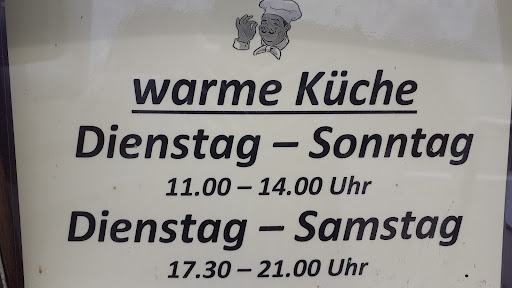 warme Küche
Dienstag – Sonntag
11.00 – 14.00 Uhr
Dienstag – Samstag
17.30 – 21.00 Uhr